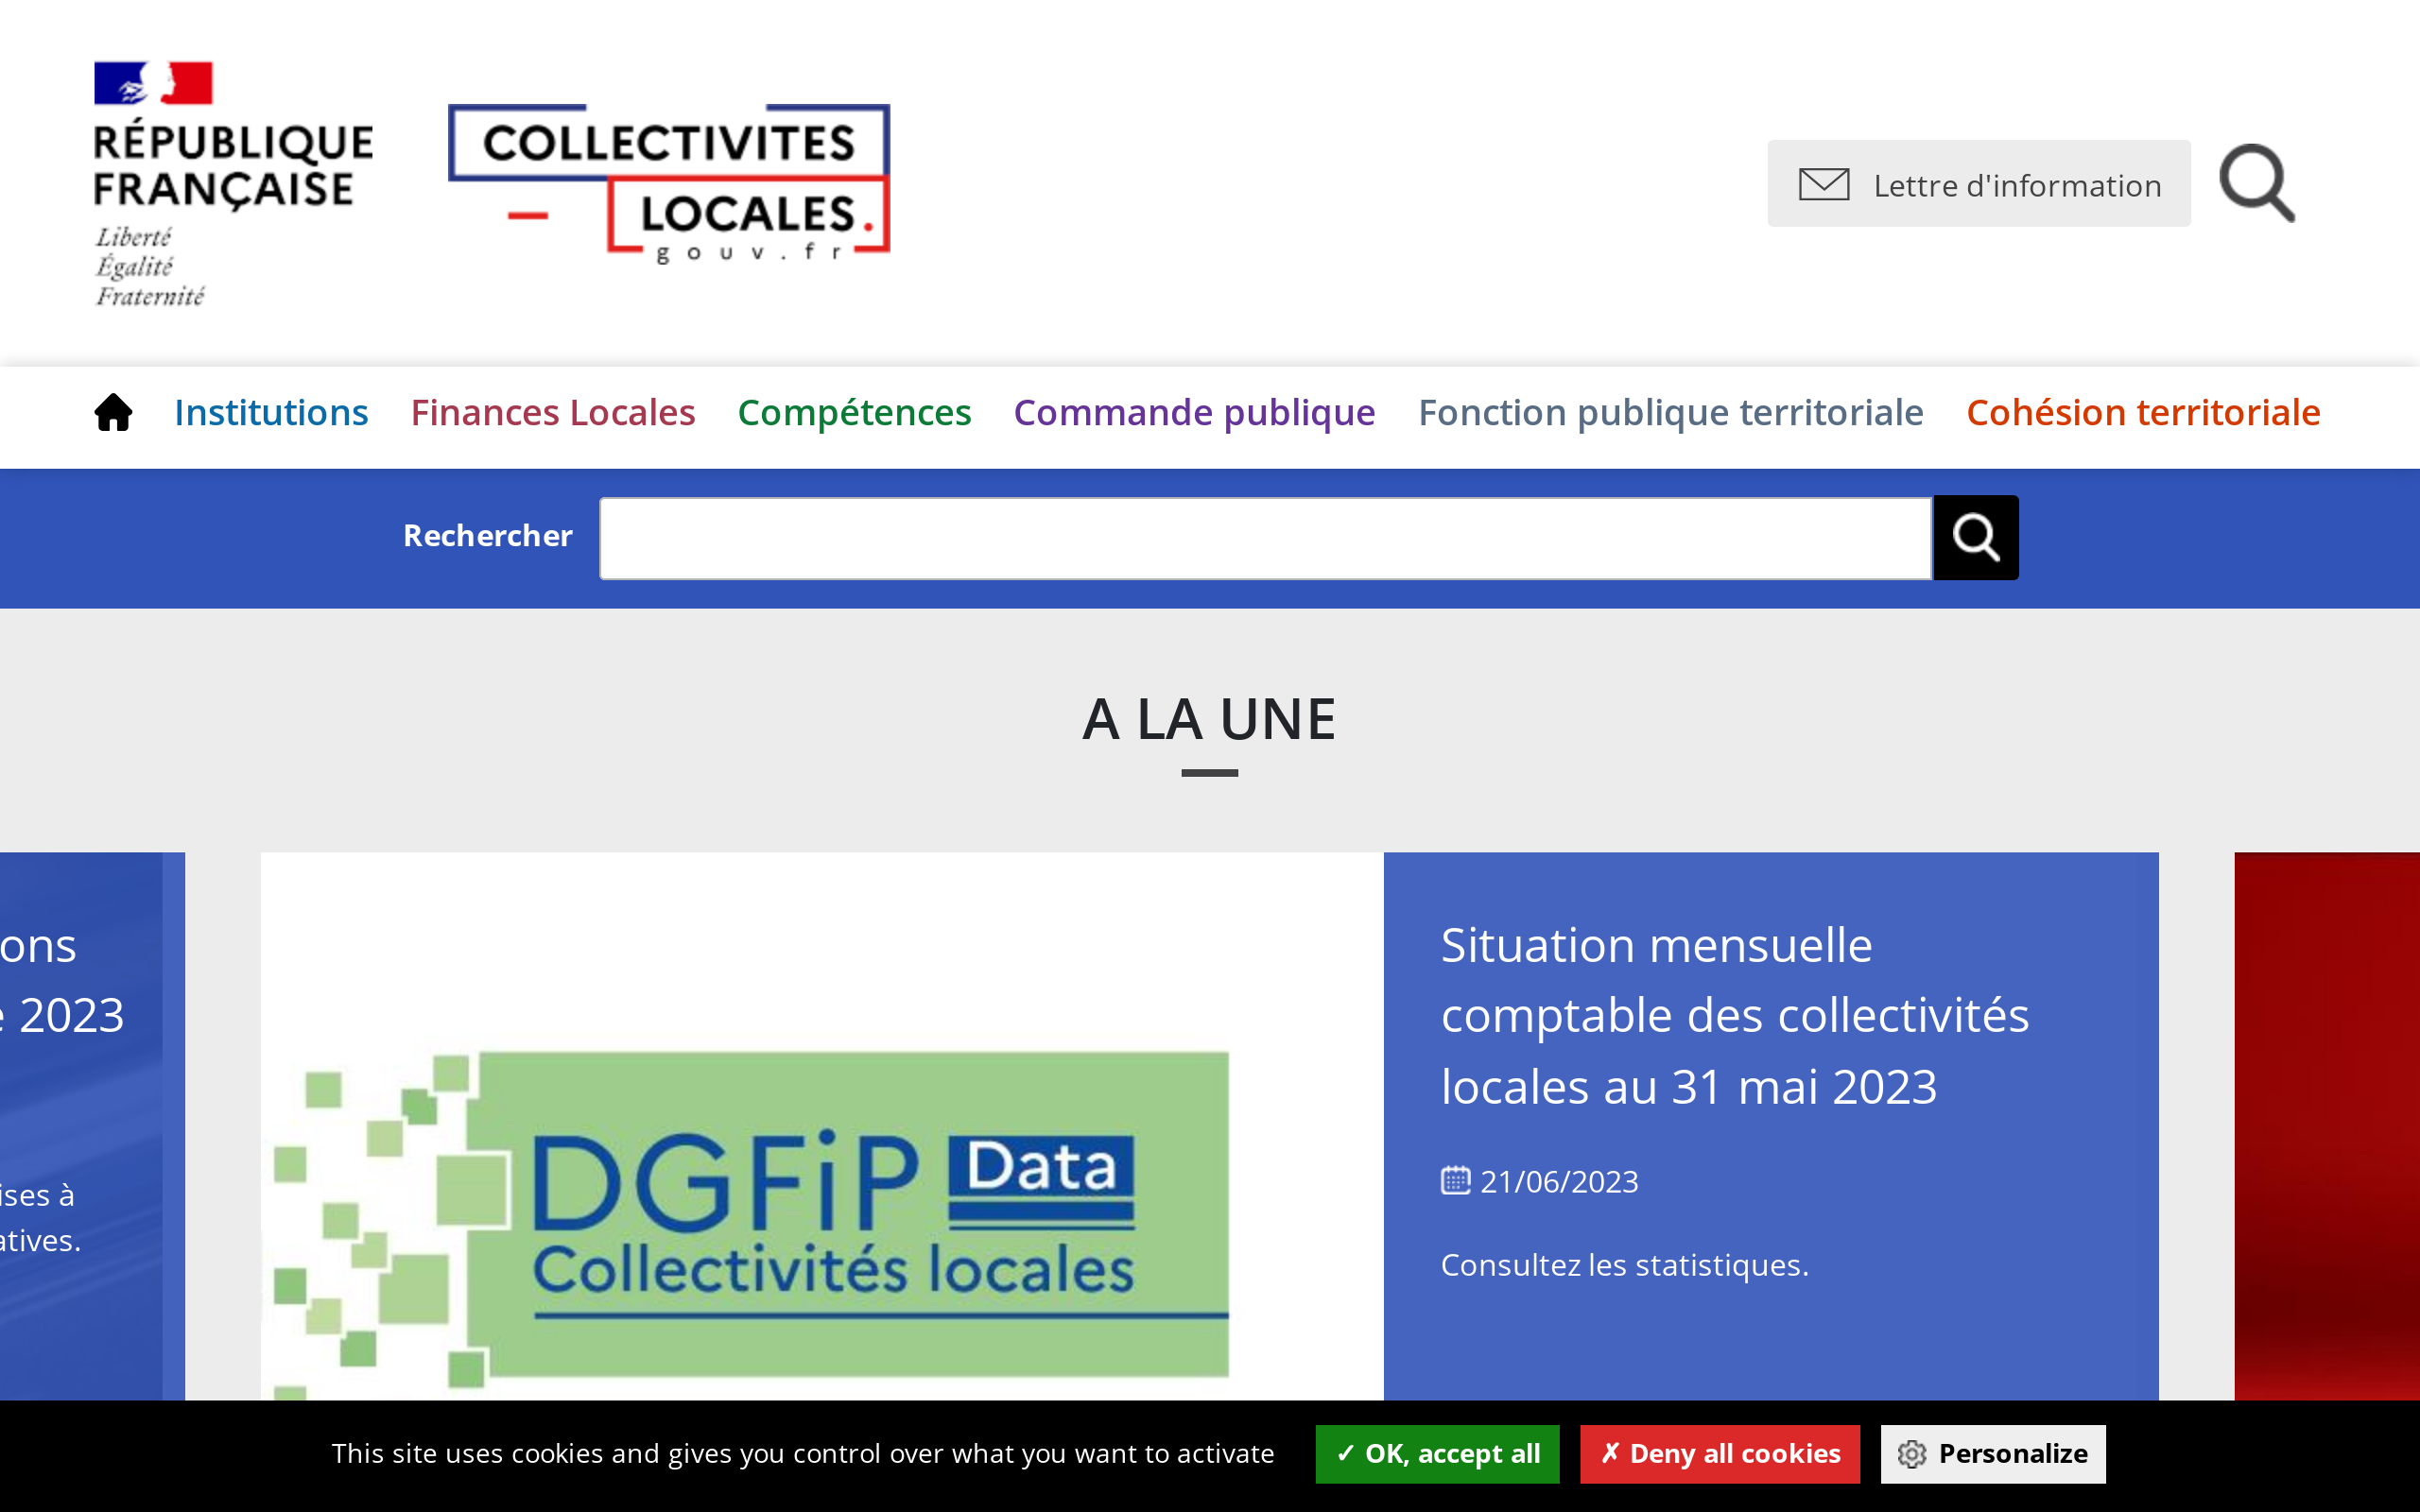 RÉPUBLIQUE
FRANÇAISE
Liberté
Égalité
Fraternité
COLLECTIVITES
LOCALES.
gouv.fr
Lettre d'information
Institutions Finances Locales Compétences Commande publique Fonction publique territoriale Cohésion territoriale
Rechercher
A LA UNE
ons
e 2023
ises à
atives.
DGFiP Data
Collectivités locales
Situation mensuelle
comptable des collectivités
locales au 31 mai 2023
21/06/2023
Consultez les statistiques.
This site uses cookies and gives you control over what you want to activate
✓ OK, accept all
✗ Deny all cookies
Personalize